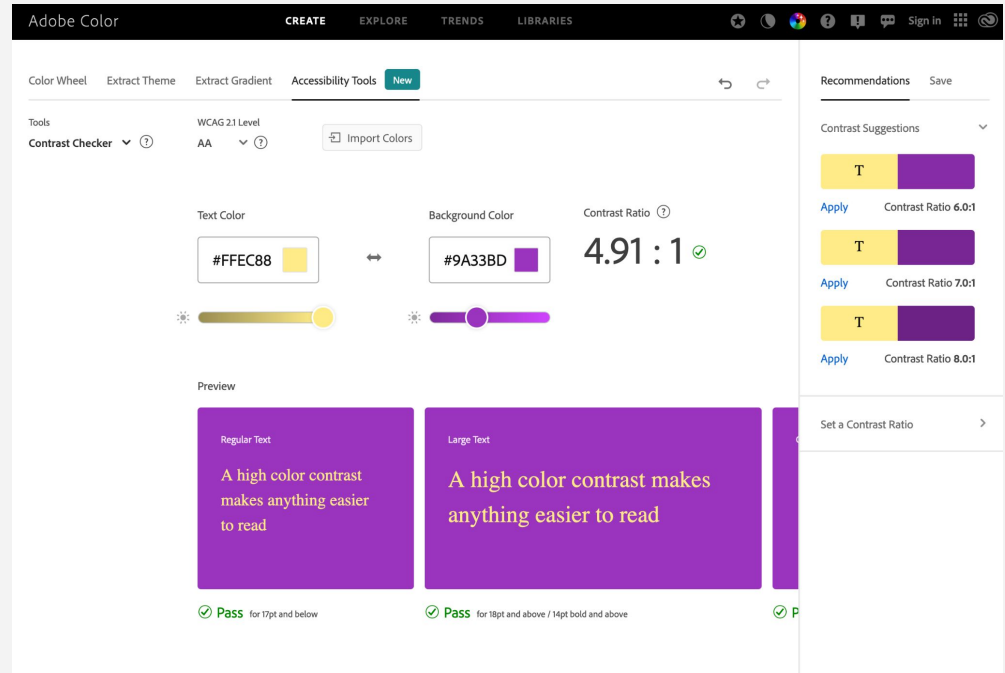 Adobe Color
CREATE EXPLORE TRENDS LIBRARIES
Sign in
Color Wheel Extract Theme Extract Gradient Accessibility Tools New
Tools
Contrast Checker
WCAG 2.1 Level
AA
Import Colors
Text Color
#FFEC88
Background Color
#9A33BD
Contrast Ratio
4.91 : 1
Preview
Regular Text
A high color contrast
makes anything easier
to read
Pass for 17pt and below
Large Text
A high color contrast makes
anything easier to read
Pass for 18pt and above / 14pt bold and above
Recommendations Save
Contrast Suggestions
T
Apply Contrast Ratio 6.0:1
T
Apply Contrast Ratio 7.0:1
T
Apply Contrast Ratio 8.0:1
Set a Contrast Ratio